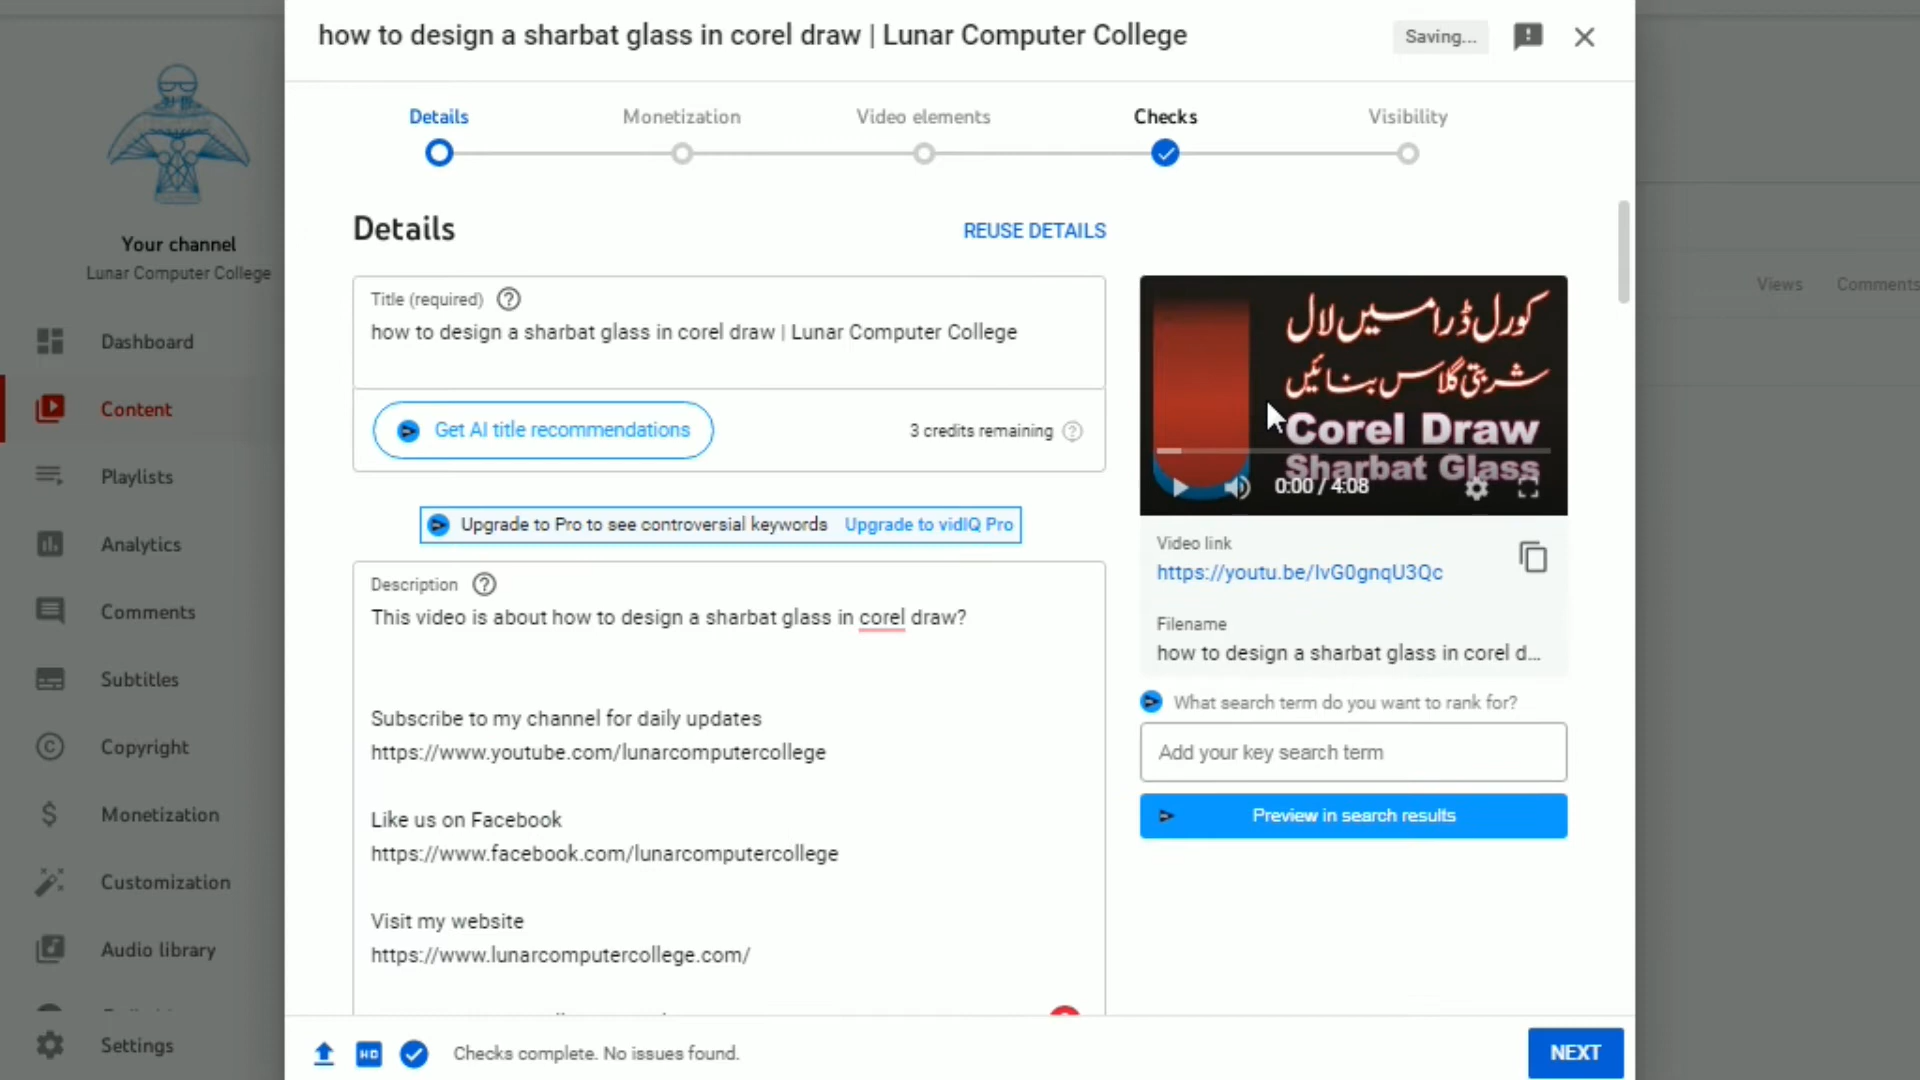 how to design a sharbat glass in corel draw | Lunar Computer College
Saving...
Details
Monetization
Video elements
Checks
Visibility
Your channel
Lunar Computer College
Dashboard
Content
Playlists
Analytics
Comments
Subtitles
Copyright
Monetization
Customization
Audio library
Settings
Details
REUSE DETAILS
Title (required)
how to design a sharbat glass in corel draw | Lunar Computer College
Get AI title recommendations
3 credits remaining
Upgrade to Pro to see controversial keywords Upgrade to vidIQ Pro
Description
This video is about how to design a sharbat glass in corel draw?
Subscribe to my channel for daily updates
https://www.youtube.com/lunarcomputercollege
Like us on Facebook
https://www.facebook.com/lunarcomputercollege
Visit my website
https://www.lunarcomputercollege.com/
کورل ڈرا میں لال
شربتی گلاس بنائیں
Corel Draw
Sharbat Glass
0:00 / 4:08
Video link
https://youtu.be/IvG0gnqU3Qc
Filename
how to design a sharbat glass in corel d...
What search term do you want to rank for?
Add your key search term
Preview in search results
Views
Comments
HD
Checks complete. No issues found.
NEXT